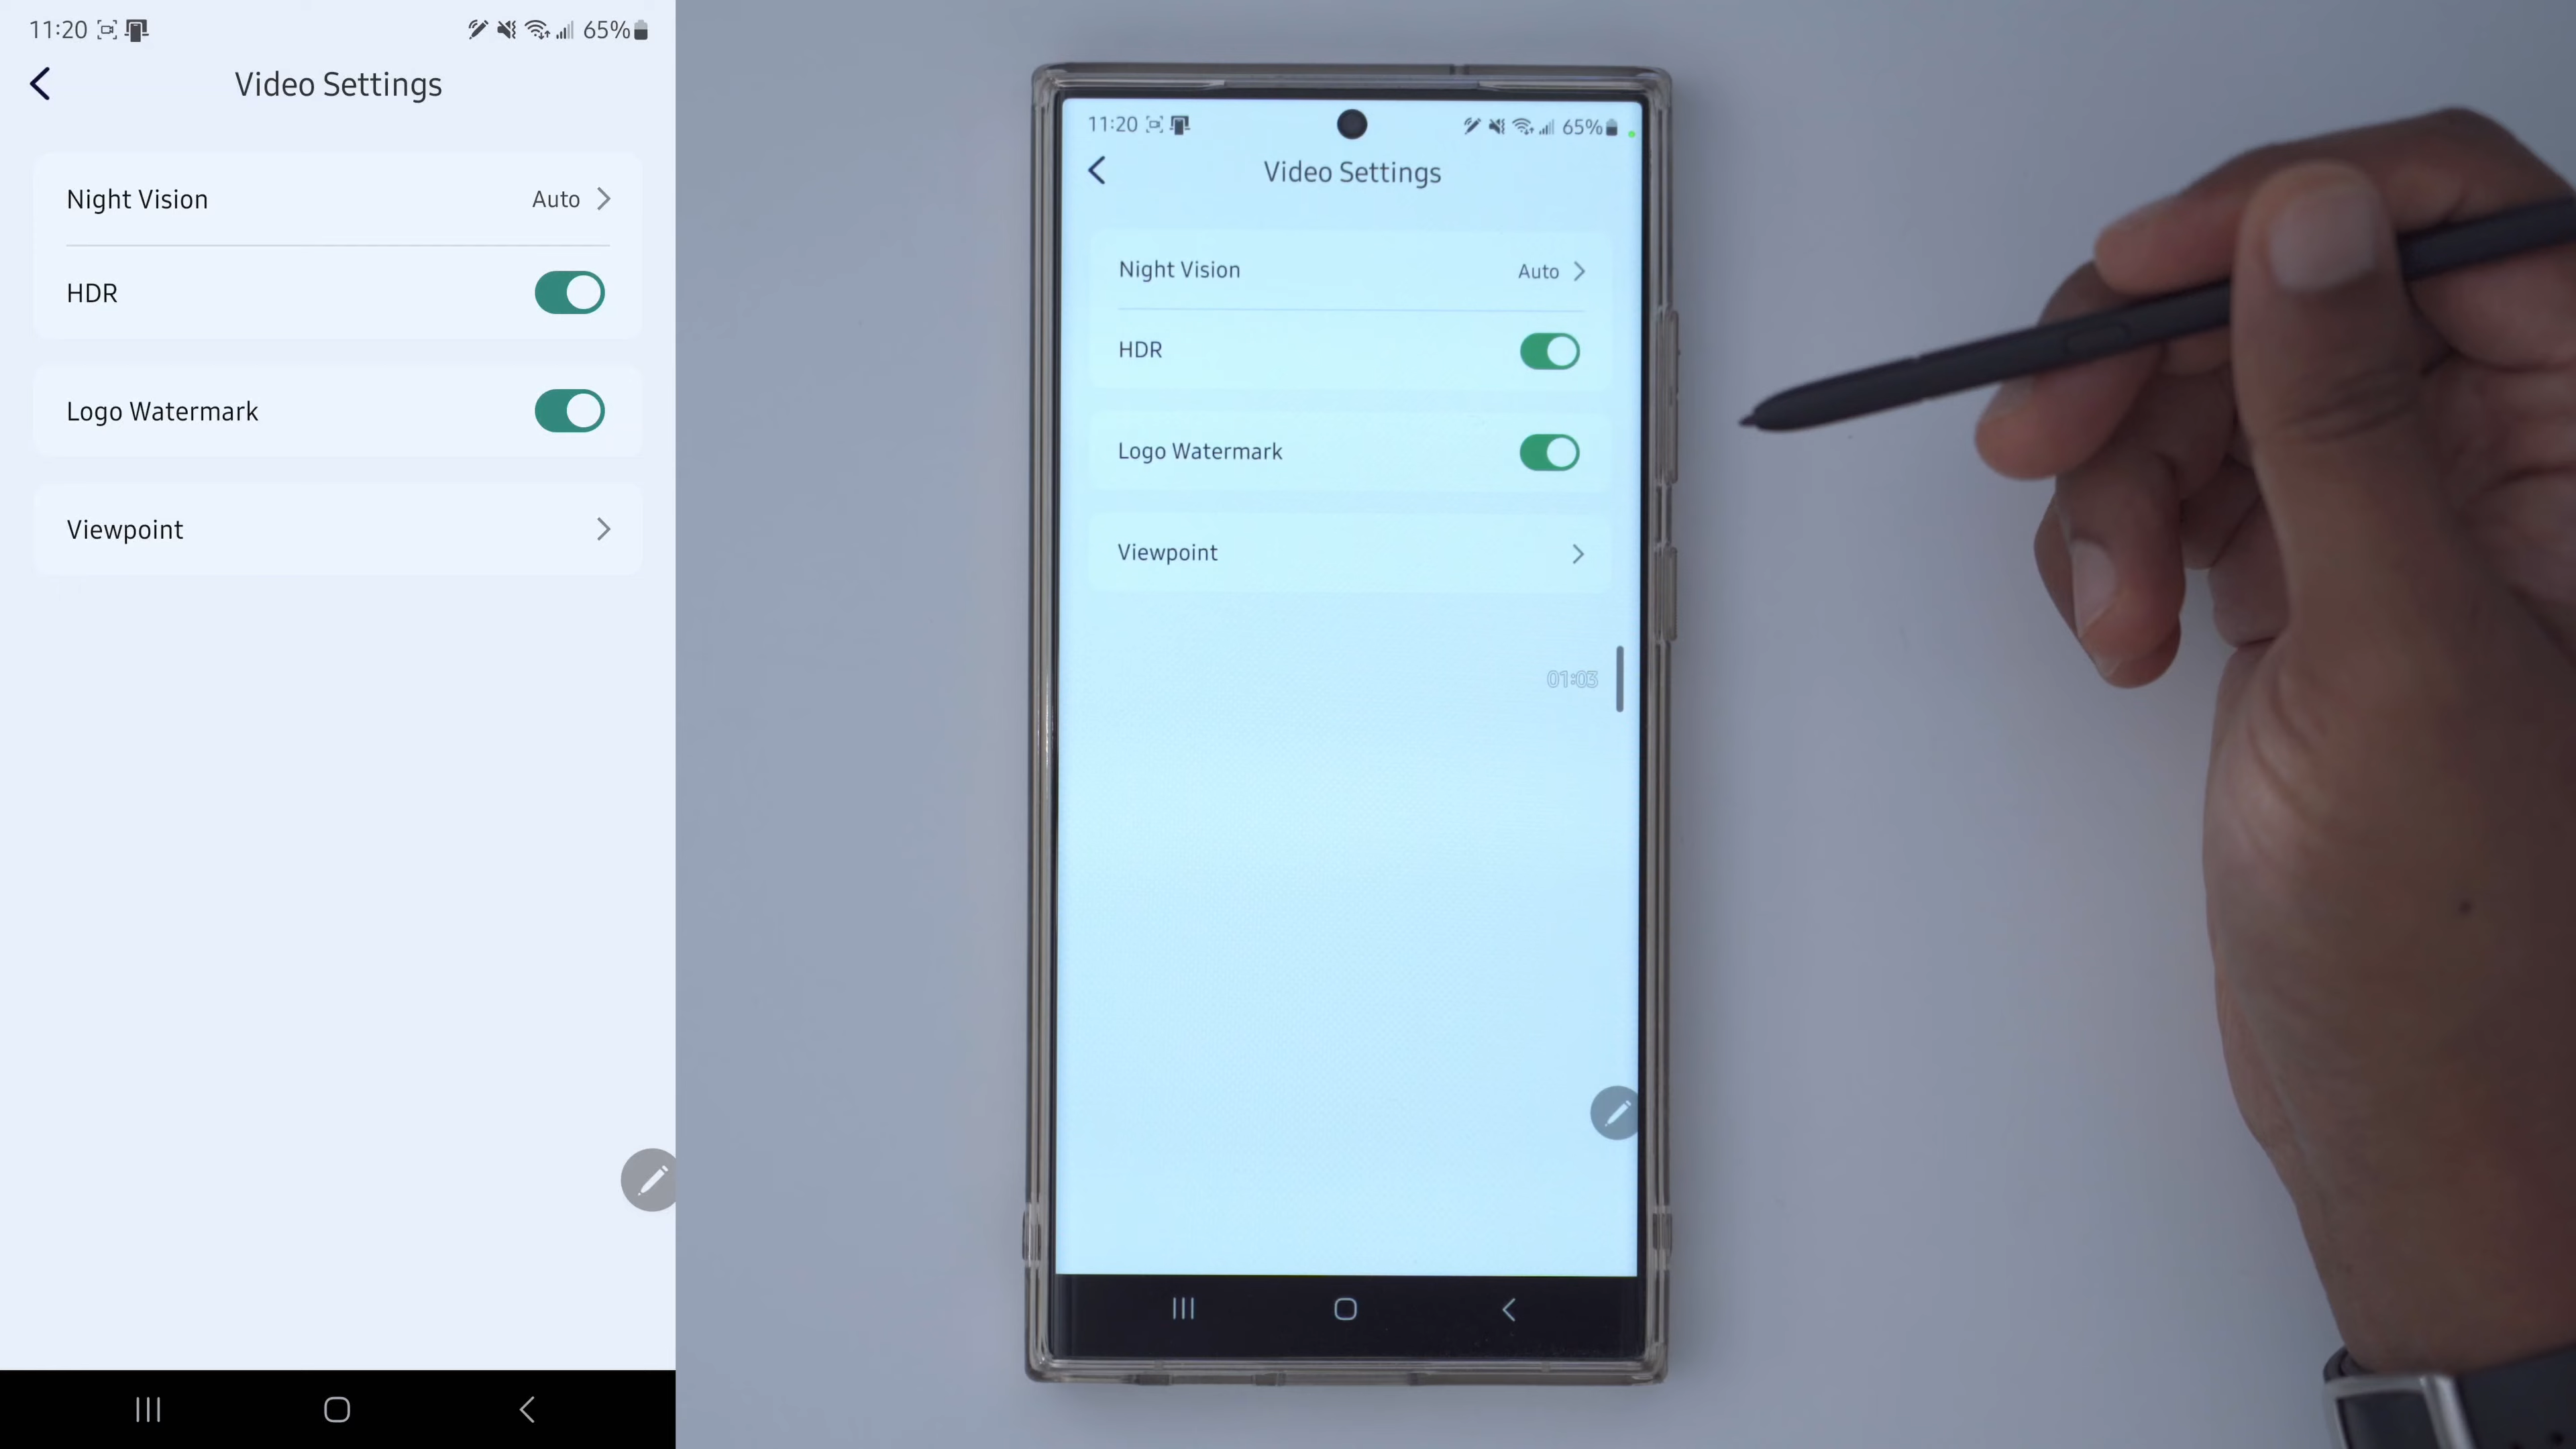 11:20 65%
Video Settings
Night Vision Auto
HDR
Logo Watermark
Viewpoint
11:20 65%
Video Settings
Night Vision Auto
HDR
Logo Watermark
Viewpoint
01:03